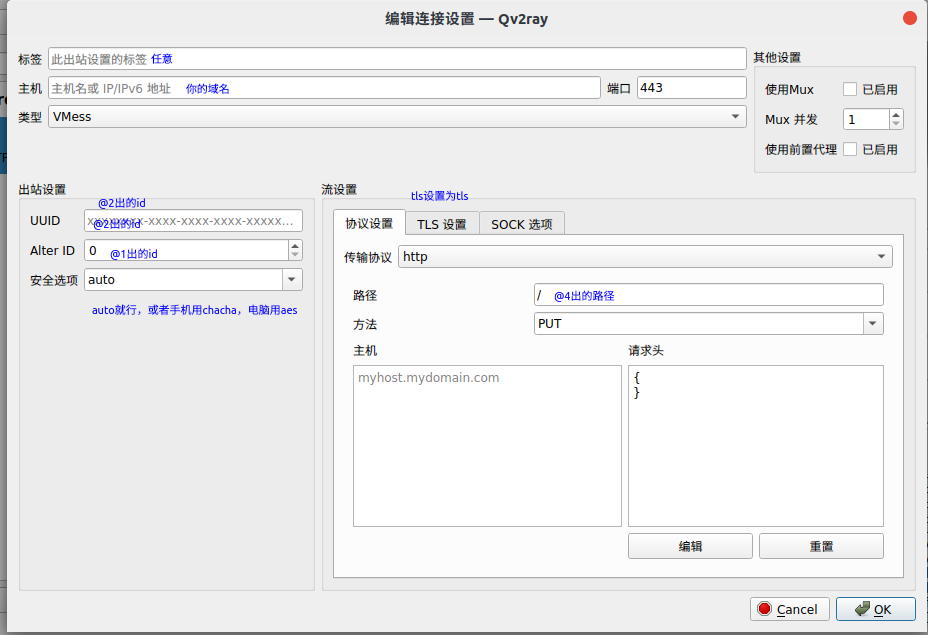 编辑连接设置 — Qv2ray
标签 此出站设置的标签 任意
主机 主机名或 IP/IPv6 地址 你的域名 端口 443
类型 VMess
其他设置
使用Mux 已启用
Mux 并发 1
使用前置代理 已启用
出站设置
@2出的id
UUID xxxxxxxx-xxxx-xxxx-xxxx-xxxxx...
@2出的id
Alter ID 0 @1出的id
安全选项 auto
auto就行，或者手机用chacha，电脑用aes
流设置
tls设置为tls
协议设置 TLS 设置 SOCK 选项
传输协议 http
路径 / @4出的路径
方法 PUT
主机 请求头
myhost.mydomain.com
{
}
编辑 重置
Cancel OK